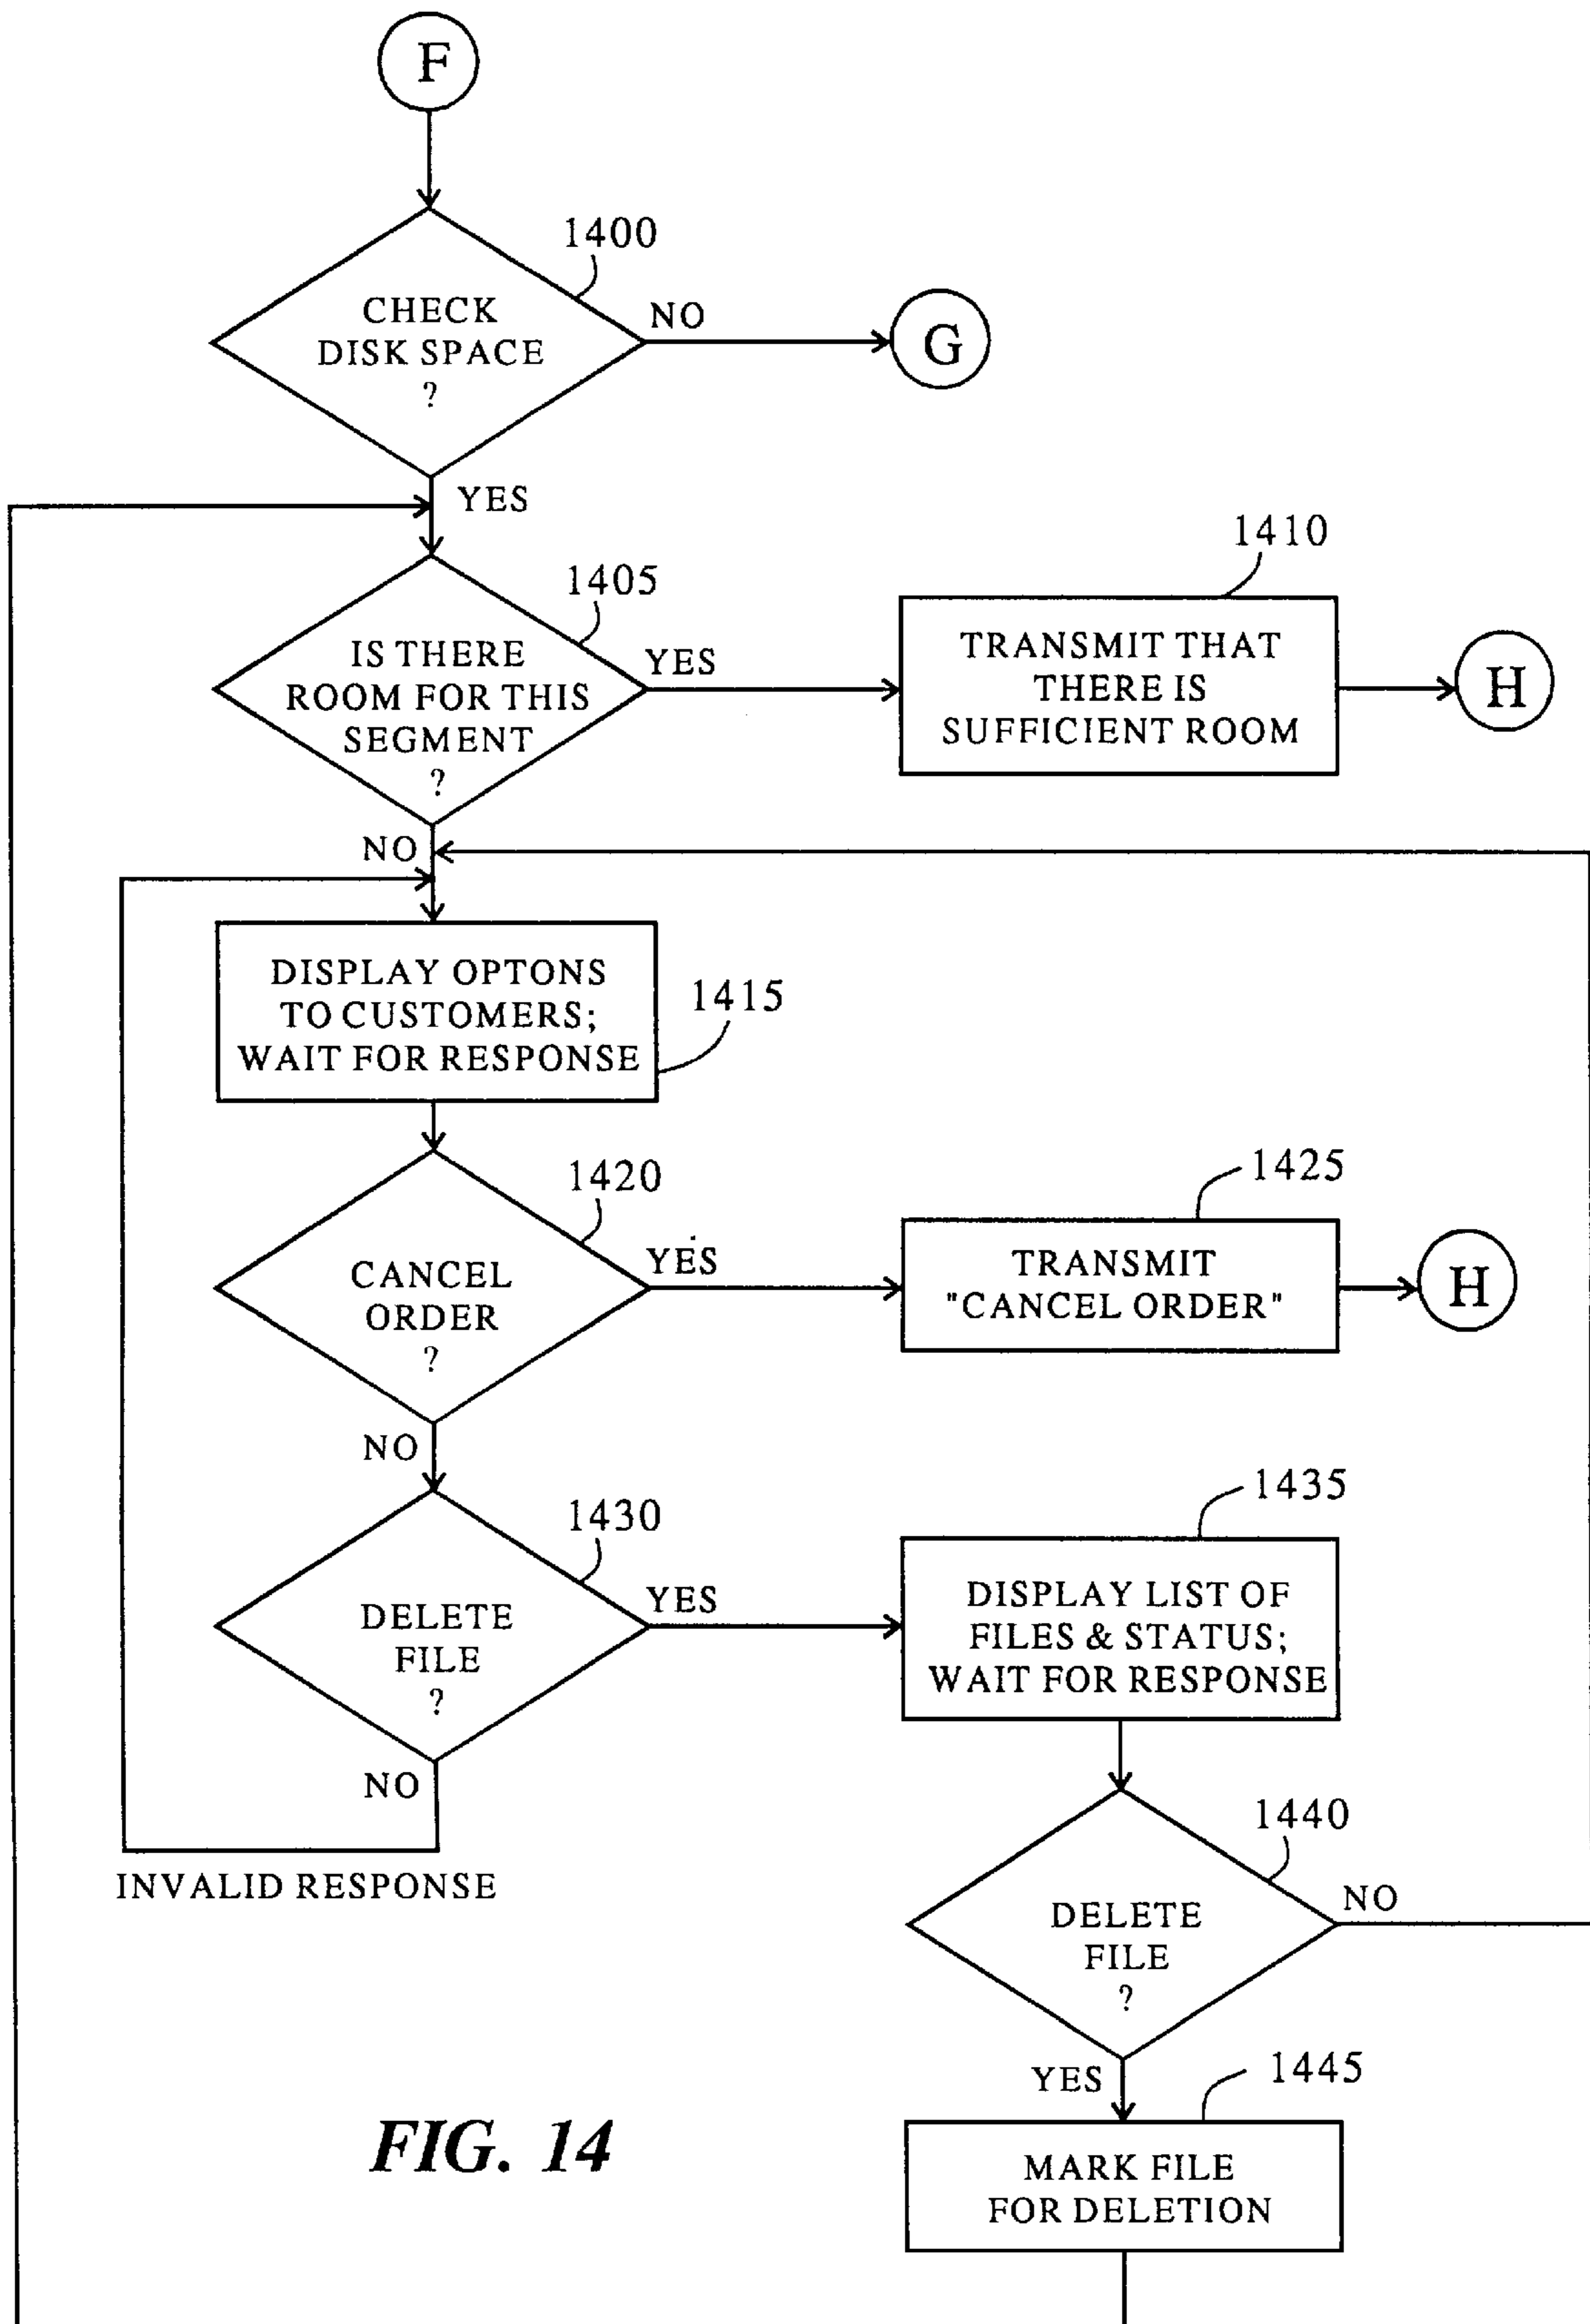 F
1400
CHECK
DISK SPACE
?
NO
G
YES
1405
IS THERE
ROOM FOR THIS
SEGMENT
?
YES
1410
TRANSMIT THAT
THERE IS
SUFFICIENT ROOM
H
NO
DISPLAY OPTONS
TO CUSTOMERS;
WAIT FOR RESPONSE
1415
1420
CANCEL
ORDER
?
YES
1425
TRANSMIT
"CANCEL ORDER"
H
NO
1430
DELETE
FILE
?
YES
1435
DISPLAY LIST OF
FILES & STATUS;
WAIT FOR RESPONSE
NO
INVALID RESPONSE
1440
DELETE
FILE
?
NO
YES
1445
MARK FILE
FOR DELETION
FIG. 14